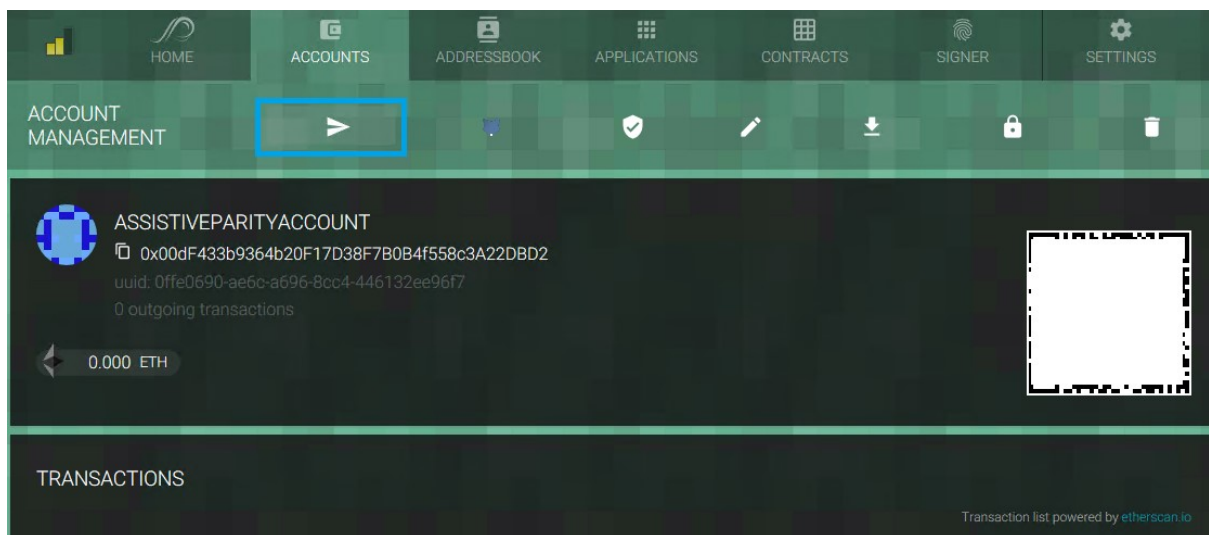 HOME ACCOUNTS ADDRESSBOOK APPLICATIONS CONTRACTS SIGNER SETTINGS
ACCOUNT
MANAGEMENT
ASSISTIVEPARITYACCOUNT
0x00dF433b9364b20F17D38F7B0B4f558c3A22DBD2
uuid: 0ffe0690-ae6c-a696-8cc4-446132ee96f7
0 outgoing transactions
0.000 ETH
TRANSACTIONS
Transaction list powered by etherscan.io